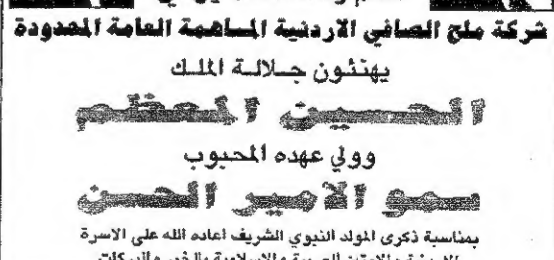 شركة ملح الصافي الاردنية المساهمة العامة المحدودة
يهنئون جلالة الملك
الحسين المعظم
وولي عهده المحبوب
سمو الامير الحسن
بمناسبة ذكرى المولد النبوي الشريف اعاده الله على الاسرة